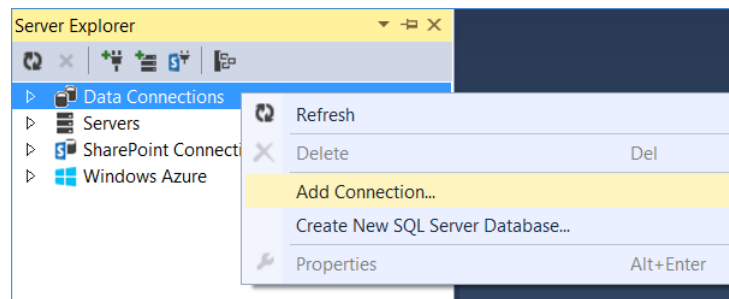 Server Explorer
Data Connections
Refresh
Servers
SharePoint Connecti
Delete Del
Windows Azure
Add Connection...
Create New SQL Server Database...
Properties Alt+Enter